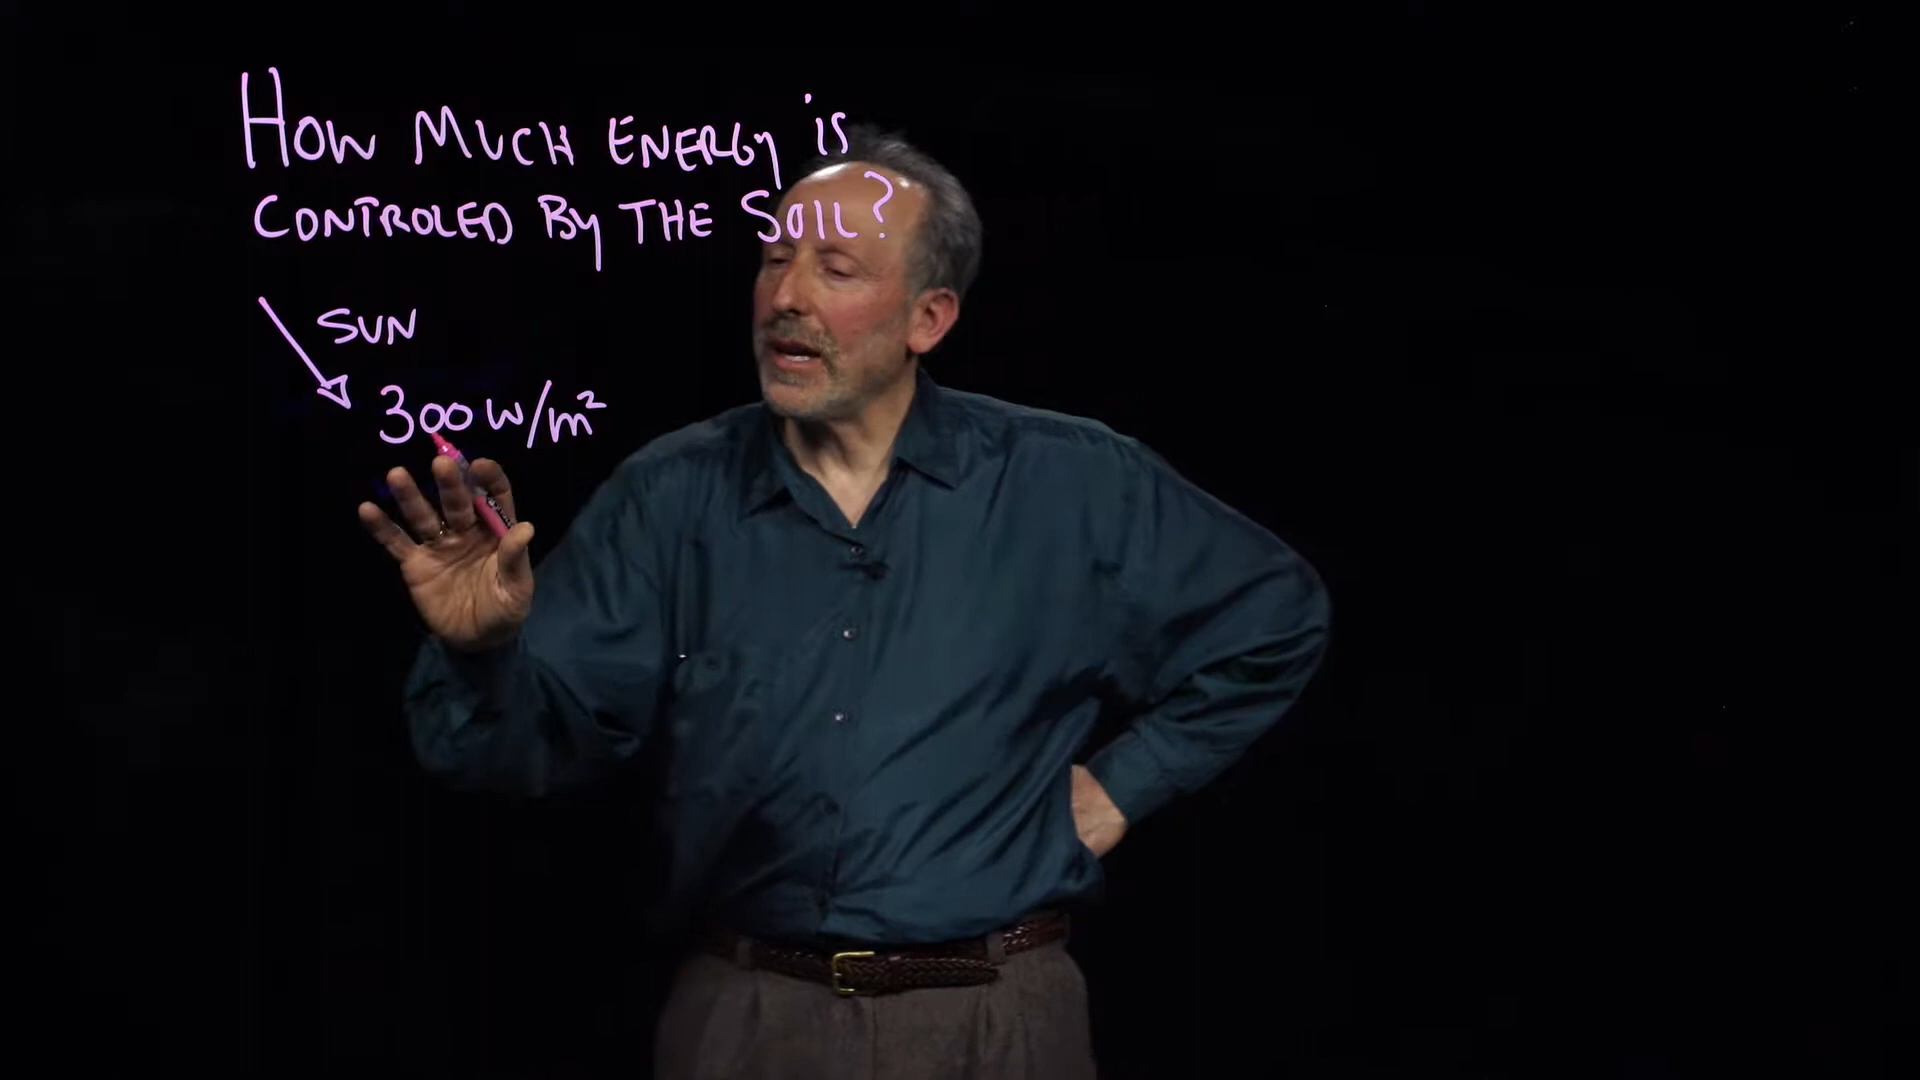 How Much Energy is
Controled By The Soil?
Sun
300 w/m²